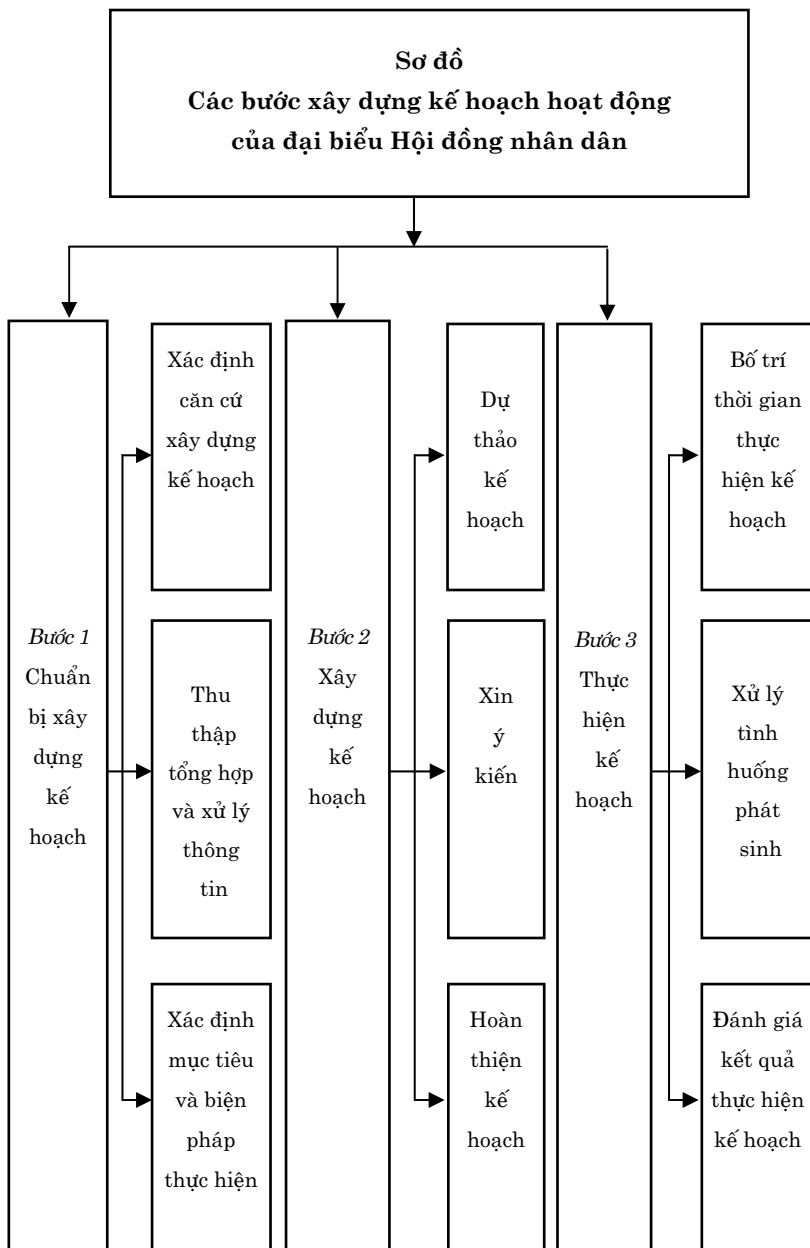 Sơ đồ
Các bước xây dựng kế hoạch hoạt động
của đại biểu Hội đồng nhân dân
Bước 1
Chuẩn
bị xây
dựng
kế
hoạch
Xác định
căn cứ
xây dựng
kế hoạch
Thu
thập
tổng hợp
và xử lý
thông
tin
Xác định
mục tiêu
và biện
pháp
thực hiện
Bước 2
Xây
dựng
kế
hoạch
Dự
thảo
kế
hoạch
Xin
ý
kiến
Hoàn
thiện
kế
hoạch
Bước 3
Thực
hiện
kế
hoạch
Bố trí
thời gian
thực
hiện kế
hoạch
Xử lý
tình
huống
phát
sinh
Đánh giá
kết quả
thực hiện
kế hoạch